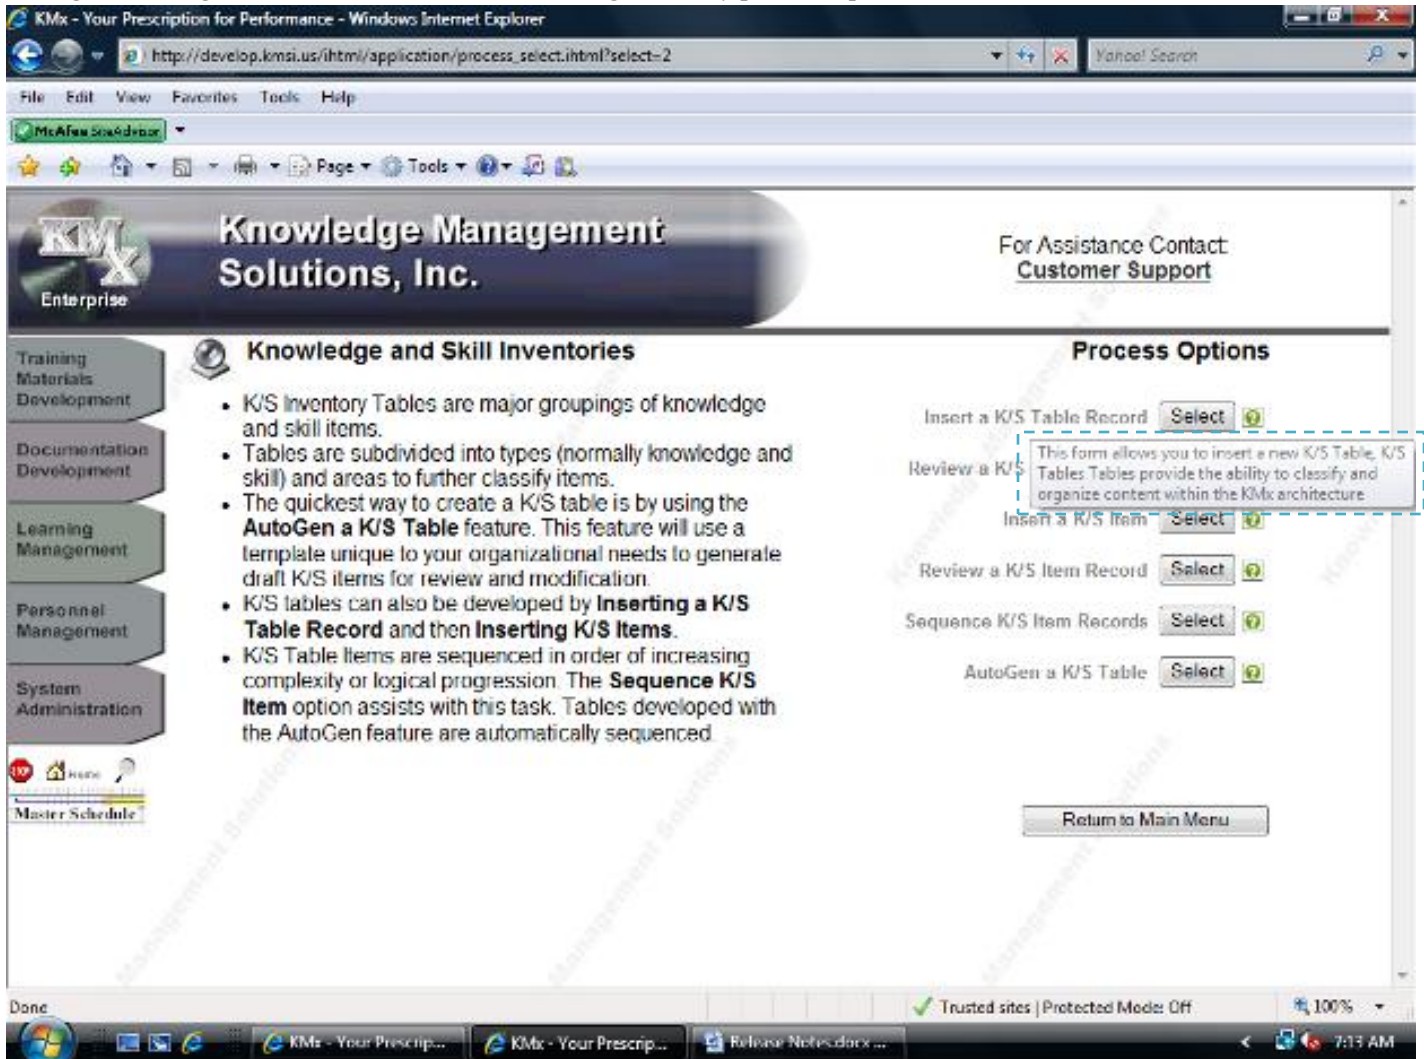 KMx - Your Prescription for Performance - Windows Internet Explorer
http://develop.kmsi.us/ihtml/application/process_select.ihtml?select=2
Yahoo! Search
File Edit View Favorites Tools Help
McAfee SiteAdvisor
Page Tools
KMx
Enterprise
Knowledge Management
Solutions, Inc.
For Assistance Contact:
Customer Support
Training
Materials
Development
Documentation
Development
Learning
Management
Personnel
Management
System
Administration
Home
Master Schedule
Knowledge and Skill Inventories
• K/S Inventory Tables are major groupings of knowledge
and skill items.
• Tables are subdivided into types (normally knowledge and
skill) and areas to further classify items.
• The quickest way to create a K/S table is by using the
AutoGen a K/S Table feature. This feature will use a
template unique to your organizational needs to generate
draft K/S items for review and modification.
• K/S tables can also be developed by Inserting a K/S
Table Record and then Inserting K/S Items.
• K/S Table Items are sequenced in order of increasing
complexity or logical progression. The Sequence K/S
Item option assists with this task. Tables developed with
the AutoGen feature are automatically sequenced.
Process Options
Insert a K/S Table Record Select
Review a K/S
This form allows you to insert a new K/S Table, K/S
Tables Tables provide the ability to classify and
organize content within the KMx architecture
Insert a K/S Item Select
Review a K/S Item Record Select
Sequence K/S Item Records Select
AutoGen a K/S Table Select
Return to Main Menu
Done
Trusted sites | Protected Mode: Off
100%
KMx - Your Prescrip...
KMx - Your Prescrip...
Release Notes.docx ...
7:13 AM